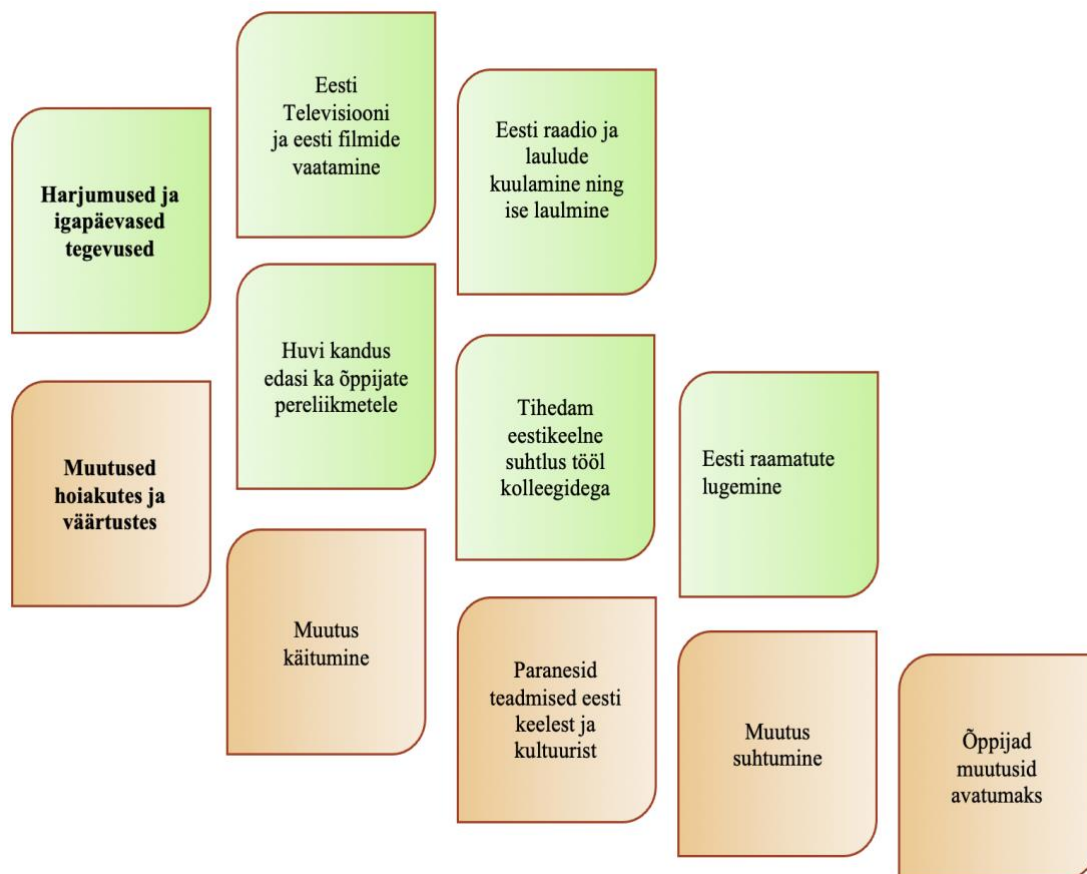 Harjumused ja
igapäevased
tegevused
Eesti
Televisiooni
ja eesti filmide
vaatamine
Eesti raadio ja
laulude
kuulamine ning
ise laulmine
Huvi kandus
edasi ka õppijate
pereliikmetele
Tihedam
eestikeelne
suhtlus tööl
kolleegidega
Eesti raamatute
lugemine
Muutused
hoiakutes ja
väärtustes
Muutus
käitumine
Paranesid
teadmised eesti
keelest ja
kultuurist
Muutus
suhtumine
Õppijad
muutusid
avatumaks